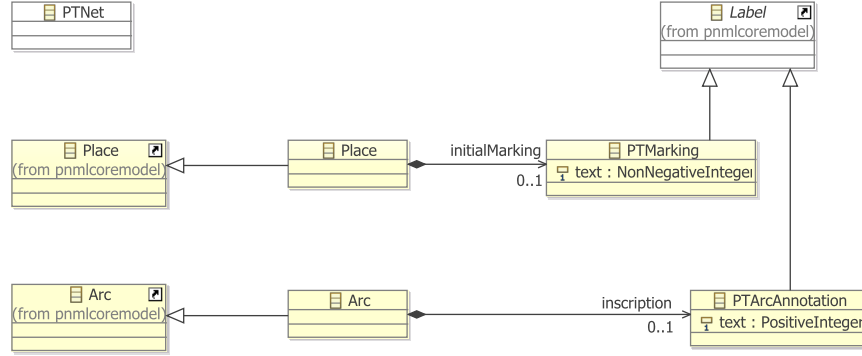 PTNet
Label
(from pnmlcoremodel)
Place
(from pnmlcoremodel)
Place
initialMarking
0..1
PTMarking
text : NonNegativeInteger
Arc
(from pnmlcoremodel)
Arc
inscription
0..1
PTArcAnnotation
text : PositiveInteger